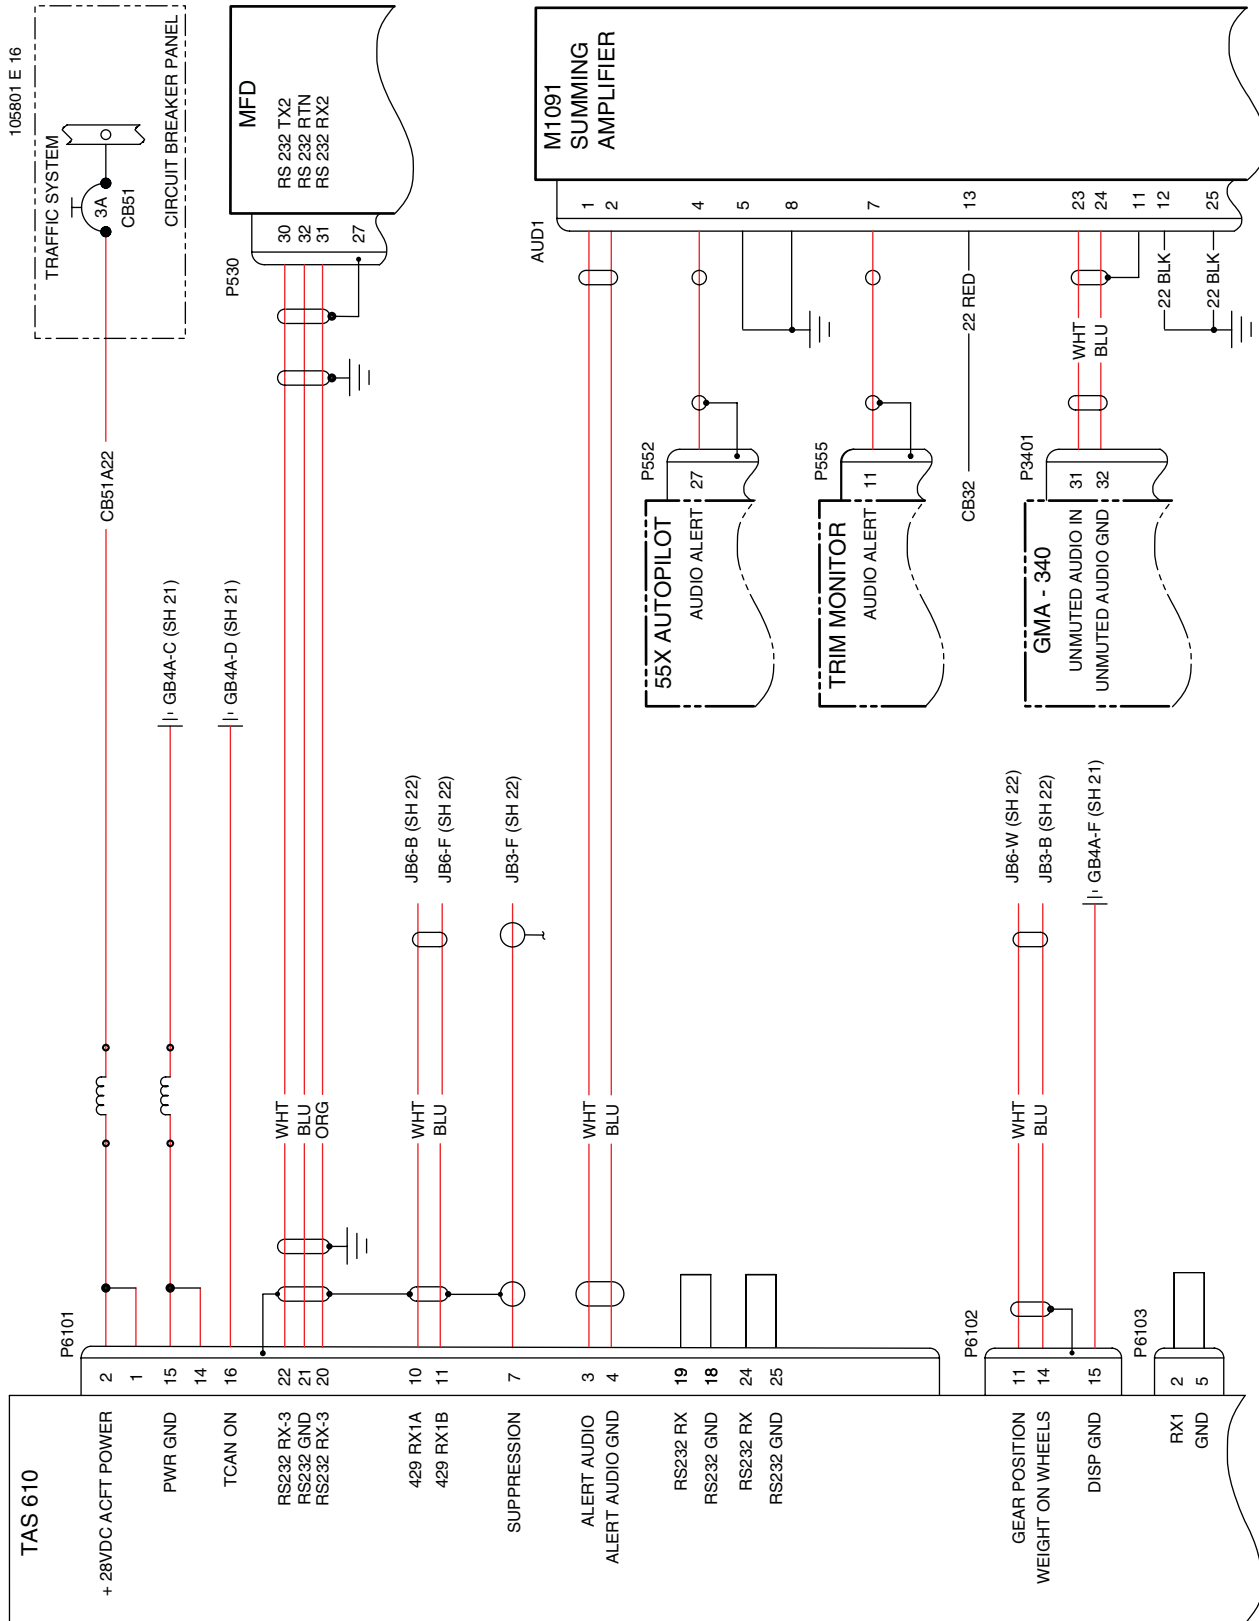 105801 E 16
TAS 610
P6101
+ 28VDC ACFT POWER
2
1
PWR GND
15
14
TCAN ON
16
RS232 RX-3
22
RS232 GND
21
RS232 RX-3
20
429 RX1A
10
429 RX1B
11
SUPPRESSION
7
ALERT AUDIO
3
ALERT AUDIO GND
4
RS232 RX
19
RS232 GND
18
RS232 RX
24
RS232 GND
25
P6102
GEAR POSITION
11
WEIGHT ON WHEELS
14
DISP GND
15
P6103
RX1
2
GND
5
WHT
BLU
ORG
WHT
BLU
WHT
BLU
WHT
BLU
CB51A22
GB4A-C (SH 21)
GB4A-D (SH 21)
JB6-B (SH 22)
JB6-F (SH 22)
JB3-F (SH 22)
JB6-W (SH 22)
JB3-B (SH 22)
GB4A-F (SH 21)
TRAFFIC SYSTEM
3A
CB51
CIRCUIT BREAKER PANEL
P530
MFD
30
RS 232 TX2
32
RS 232 RTN
31
RS 232 RX2
27
55X AUTOPILOT
AUDIO ALERT
27
P552
TRIM MONITOR
AUDIO ALERT
11
P555
CB32
22 RED
GMA - 340
UNMUTED AUDIO IN
31
UNMUTED AUDIO GND
32
P3401
WHT
BLU
22 BLK
22 BLK
AUD1
M1091
SUMMING
AMPLIFIER
1
2
4
5
8
7
13
23
24
11
12
25